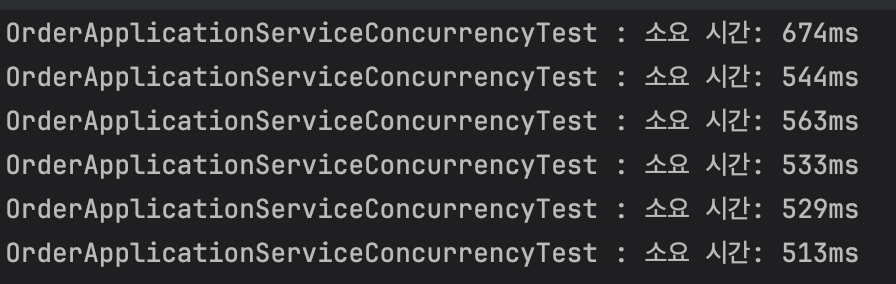 OrderApplicationServiceConcurrencyTest : 소요 시간: 674ms
OrderApplicationServiceConcurrencyTest : 소요 시간: 544ms
OrderApplicationServiceConcurrencyTest : 소요 시간: 563ms
OrderApplicationServiceConcurrencyTest : 소요 시간: 533ms
OrderApplicationServiceConcurrencyTest : 소요 시간: 529ms
OrderApplicationServiceConcurrencyTest : 소요 시간: 513ms